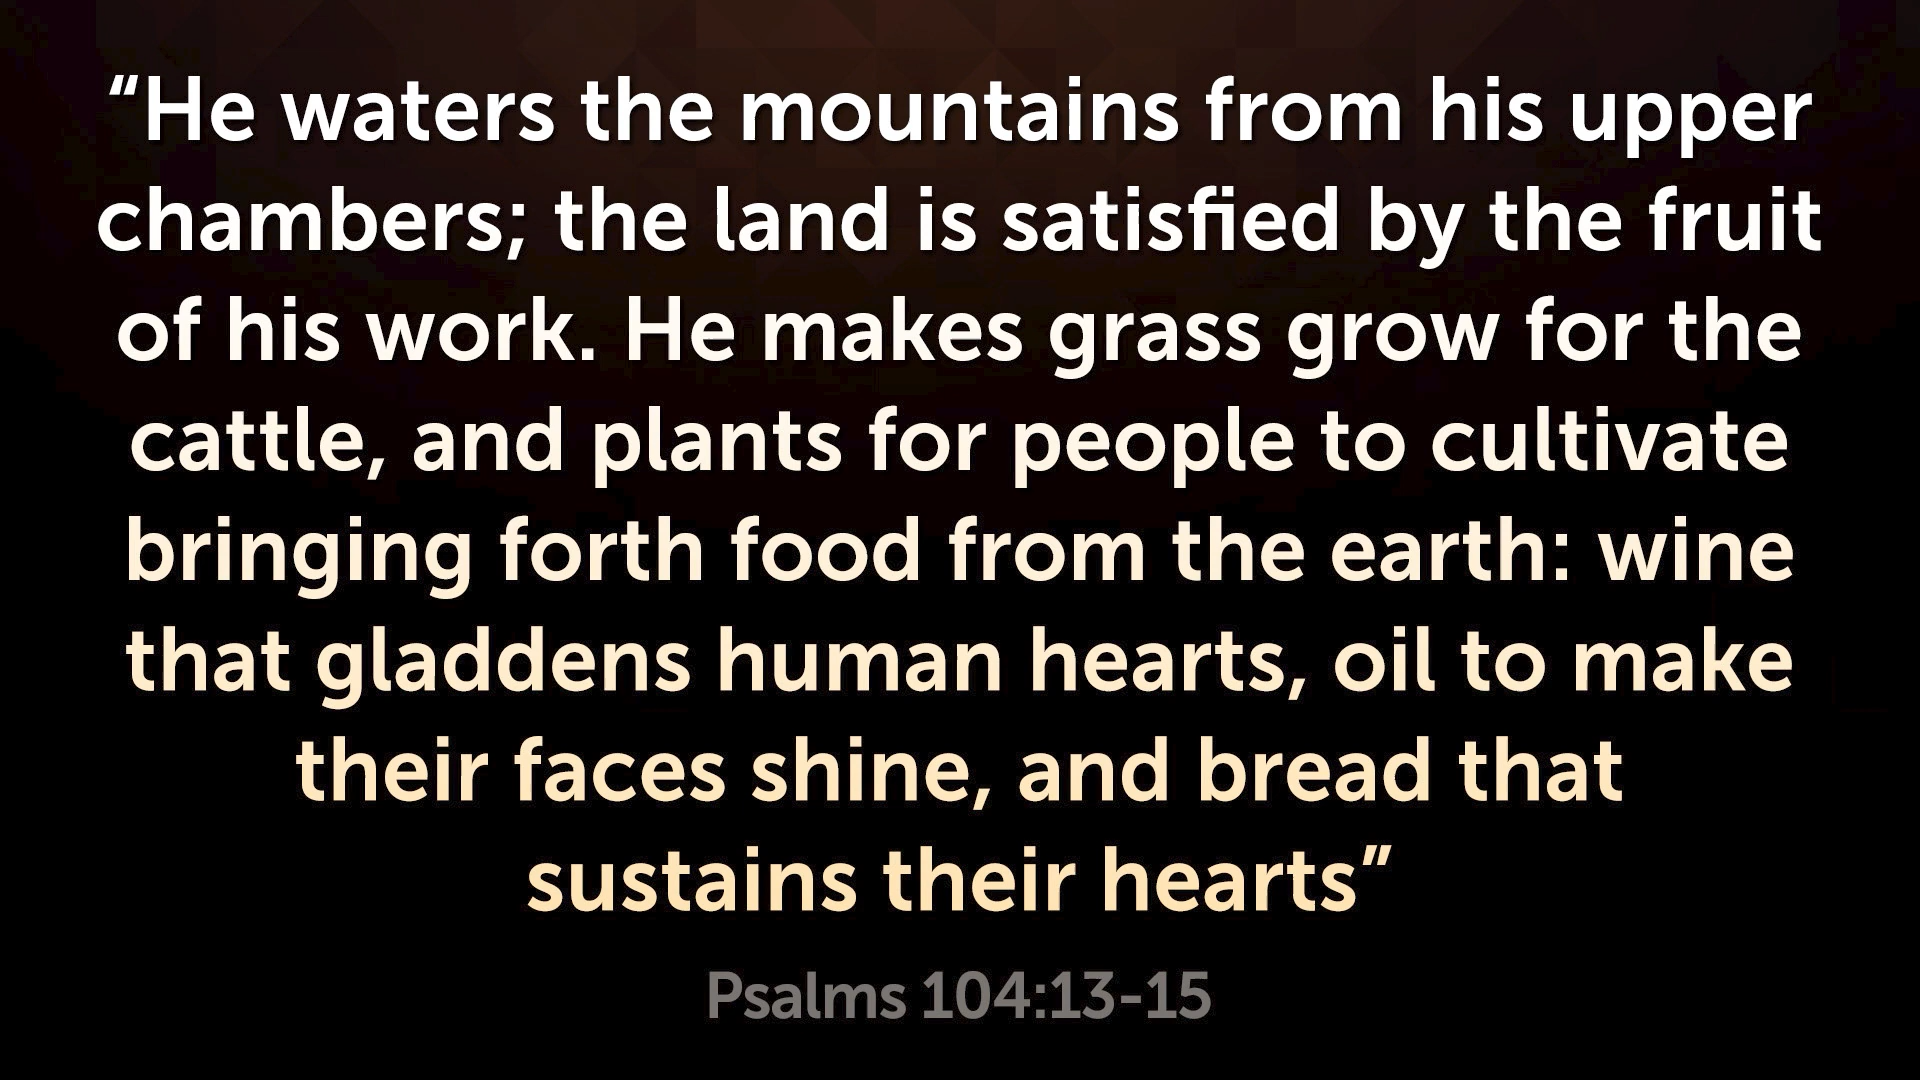 “He waters the mountains from his upper
chambers; the land is satisfied by the fruit
of his work. He makes grass grow for the
cattle, and plants for people to cultivate
bringing forth food from the earth: wine
that gladdens human hearts, oil to make
their faces shine, and bread that
sustains their hearts”
Psalms 104:13-15